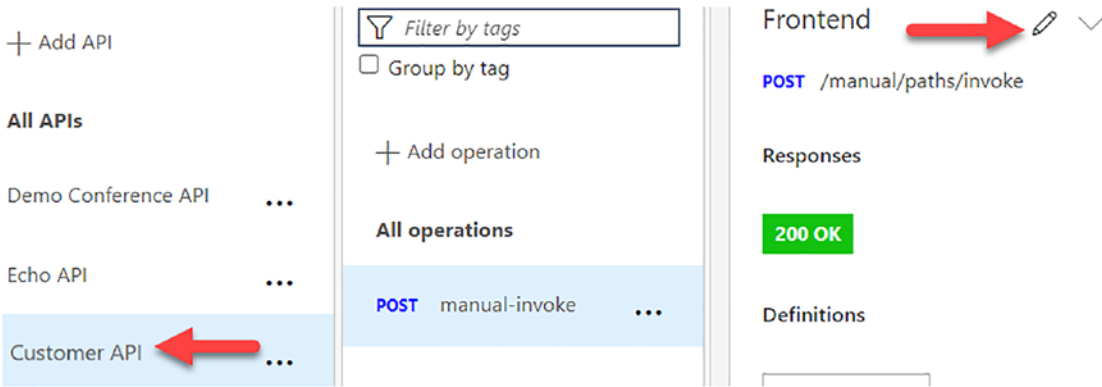 + Add API
All APIs
Demo Conference API
...
Echo API
...
Customer API
...
Filter by tags
Group by tag
+ Add operation
All operations
POST manual-invoke
...
Frontend
POST /manual/paths/invoke
Responses
200 OK
Definitions